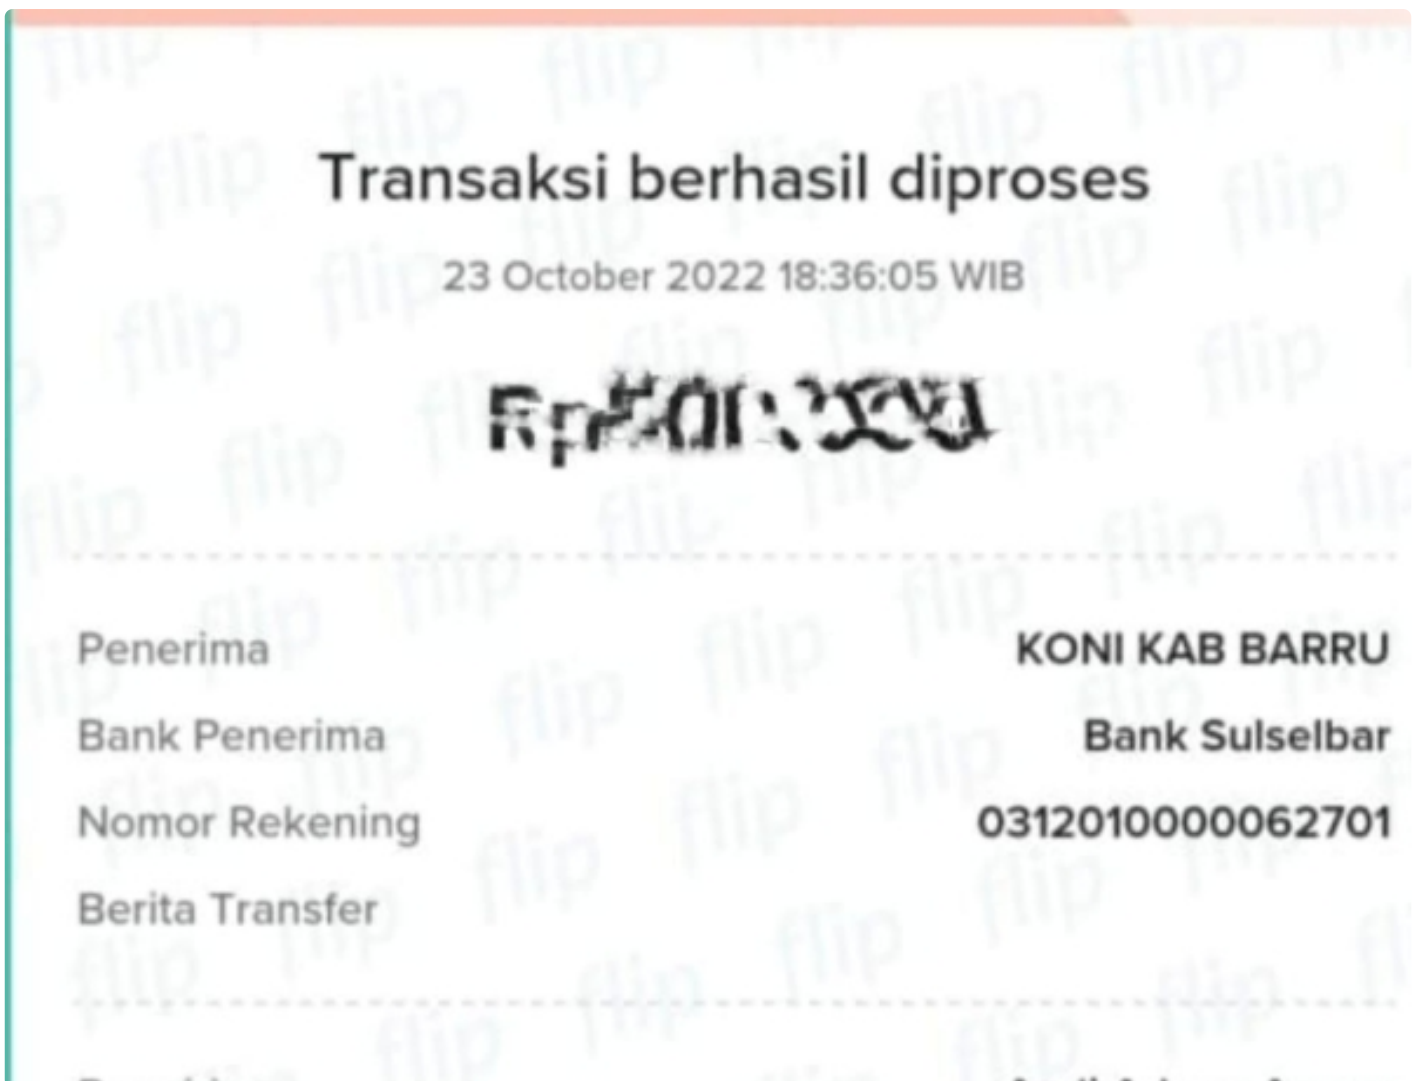 Transaksi berhasil diproses
23 October 2022 18:36:05 WIB
Penerima KONI KAB BARRU
Bank Penerima Bank Sulselbar
Nomor Rekening 0312010000062701
Berita Transfer